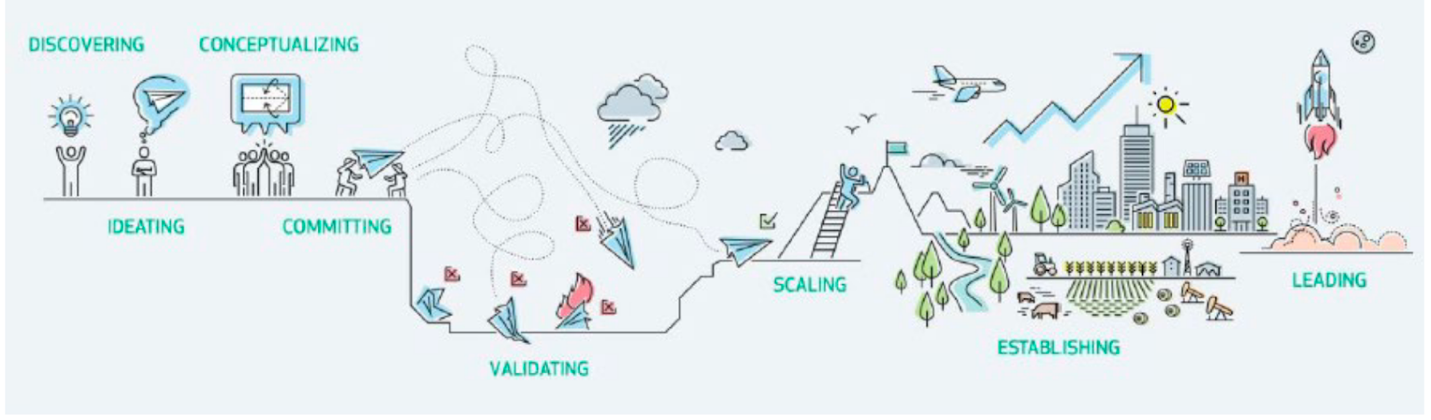 DISCOVERING
IDEATING
CONCEPTUALIZING
COMMITTING
VALIDATING
SCALING
ESTABLISHING
LEADING
H